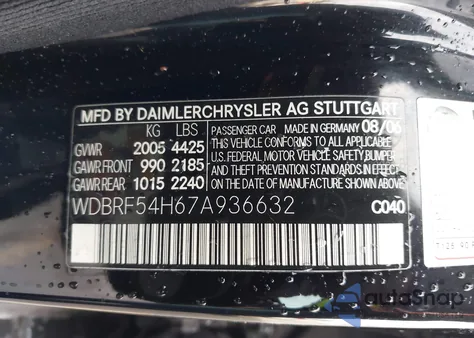 MFD BY DAIMLERCHRYSLER AG STUTTGART
KG LBS
GVWR 2005 4425
GAWR FRONT 990 2185
GAWR REAR 1015 2240
PASSENGER CAR MADE IN GERMANY 08/06
THIS VEHICLE CONFORMS TO ALL APPLICABLE
U.S. FEDERAL MOTOR VEHICLE SAFETY, BUMPER
AND THEFT PREVENTION STANDARDS IN EFFECT
ON THE DATE OF MANUFACTURE SHOWN ABOVE
WDBRF54H67A936632
C040
autoSnap